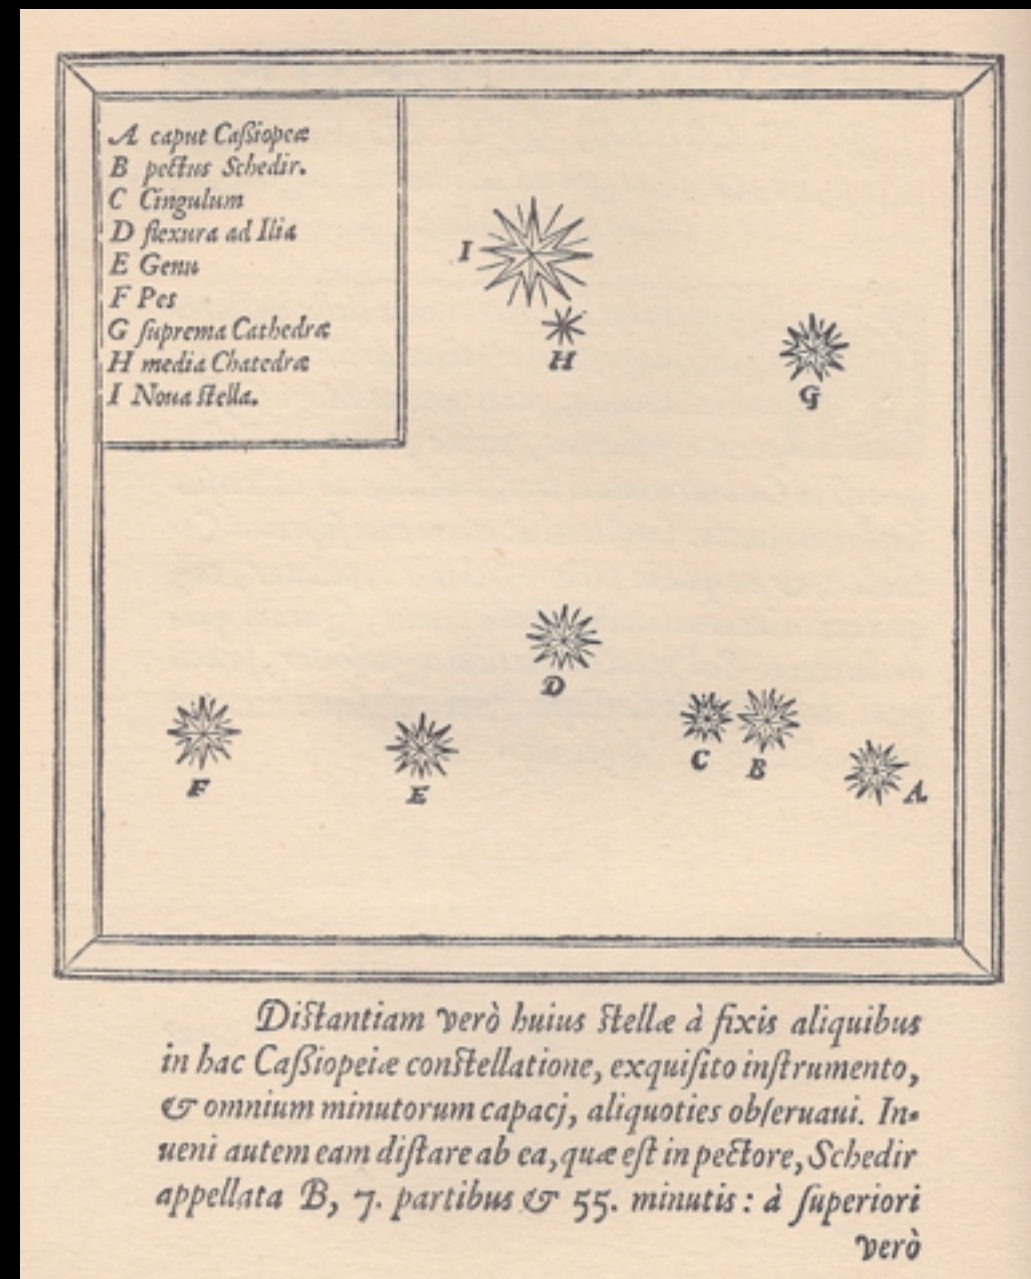 A caput Caſsiopeæ
B pectus Schedir.
C Cingulum
D flexura ad Ilia
E Genu
F Pes
G ſuprema Cathedræ
H media Chatedræ
I Noua ſtella.
I
H
G
D
C
B
F
E
A
Diſtantiam verò huius ſtellæ à fixis aliquibus
in hac Caſsiopeiæ conſtellatione, exquiſito inſtrumento,
& omnium minutorum capacj, aliquoties obſeruaui. In-
ueni autem eam diſtare ab ea, quæ eſt in pectore, Schedir
appellata B, 7. partibus & 55. minutis: à ſuperiori
verò